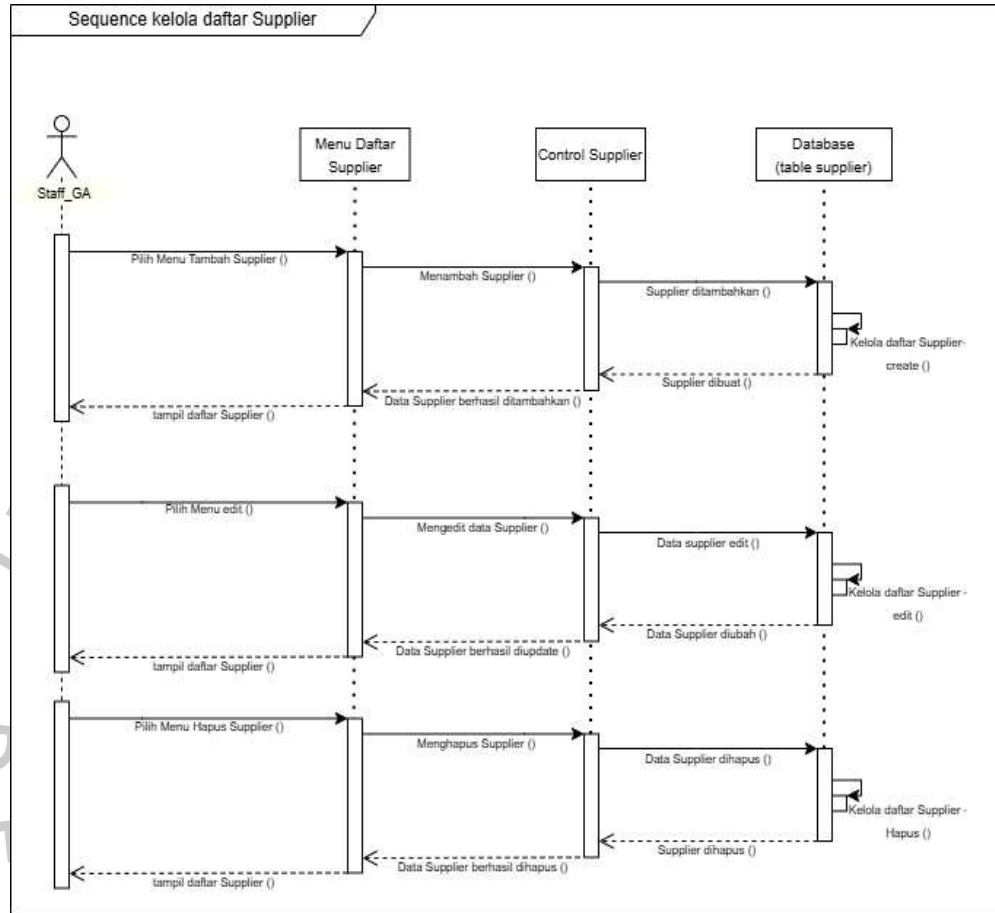 Sequence kelola daftar Supplier
Staff_GA
Menu Daftar
Supplier
Control Supplier
Database
(table supplier)
Pilih Menu Tambah Supplier ()
Menambah Supplier ()
Supplier ditambahkan ()
Kelola daftar Supplier-
create ()
Supplier dibuat ()
Data Supplier berhasil ditambahkan ()
tampil daftar Supplier ()
Pilih Menu edit ()
Mengedit data Supplier ()
Data supplier edit ()
Kelola daftar Supplier -
edit ()
Data Supplier diubah ()
Data Supplier berhasil diupdate ()
tampil daftar Supplier ()
Pilih Menu Hapus Supplier ()
Menghapus Supplier ()
Data Supplier dihapus ()
Kelola daftar Supplier -
Hapus ()
Supplier dihapus ()
Data Supplier berhasil dihapus ()
tampil daftar Supplier ()